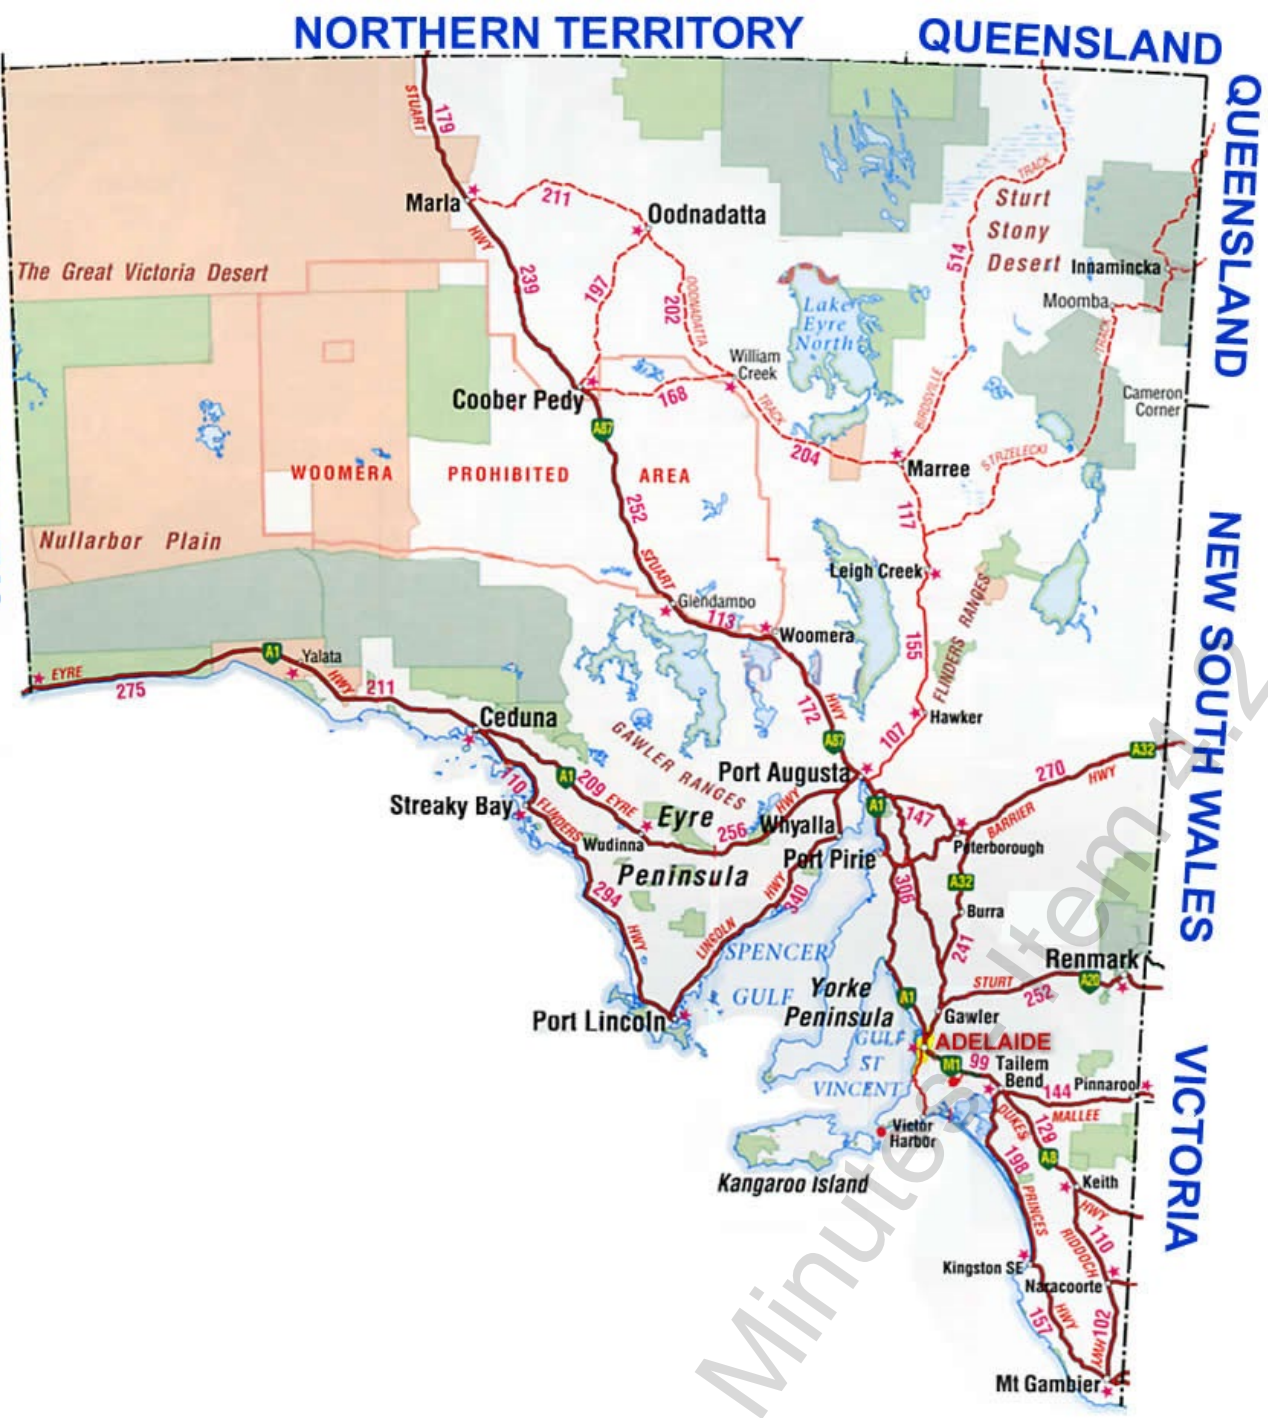 NORTHERN TERRITORY
QUEENSLAND
QUEENSLAND
STUART
179
Marla
211
Oodnadatta
HWY
TRACK
Sturt
Stony
Desert
Innamincka
The Great Victoria Desert
239
197
202
OODNADATTA
514
Moomba
TRACK
Lake
Eyre
North
William
Creek
Coober Pedy
168
TRACK
BIRDSVILLE
Cameron
Corner
A87
204
STRZELECKI
Marree
WOOMERA PROHIBITED AREA
252
117
Nullarbor Plain
STUART
Leigh Creek
Glendambo
113
Woomera
FLINDERS RANGES
155
NEW SOUTH WALES
A1
Yalata
EYRE
275
HWY
211
172
HWY
Hawker
107
Ceduna
GAWLER RANGES
A87
A32
Port Augusta
270
HWY
110
A1
209
EYRE
HWY
A1
147
BARRIER
Streaky Bay
FLINDERS
Eyre
256
Whyalla
Wudinna
Port Pirie
Peterborough
Peninsula
294
HWY
340
306
A32
Burra
HWY
LINCOLN
SPENCER
GULF
241
Renmark
STURT
252
A20
Yorke
Peninsula
A1
Port Lincoln
Gawler
GULF
ST
VINCENT
ADELAIDE
M1
99
Tailem
Bend
144
Pinnaroo
MALLEE
VICTORIA
DUKES
129
Victor
Harbor
A8
198
Kangaroo Island
PRINCES
Keith
HWY
RIDDOCH
110
Kingston SE
Naracoorte
157
HWY
102
HWY
Mt Gambier
Minutes - Item 4.2